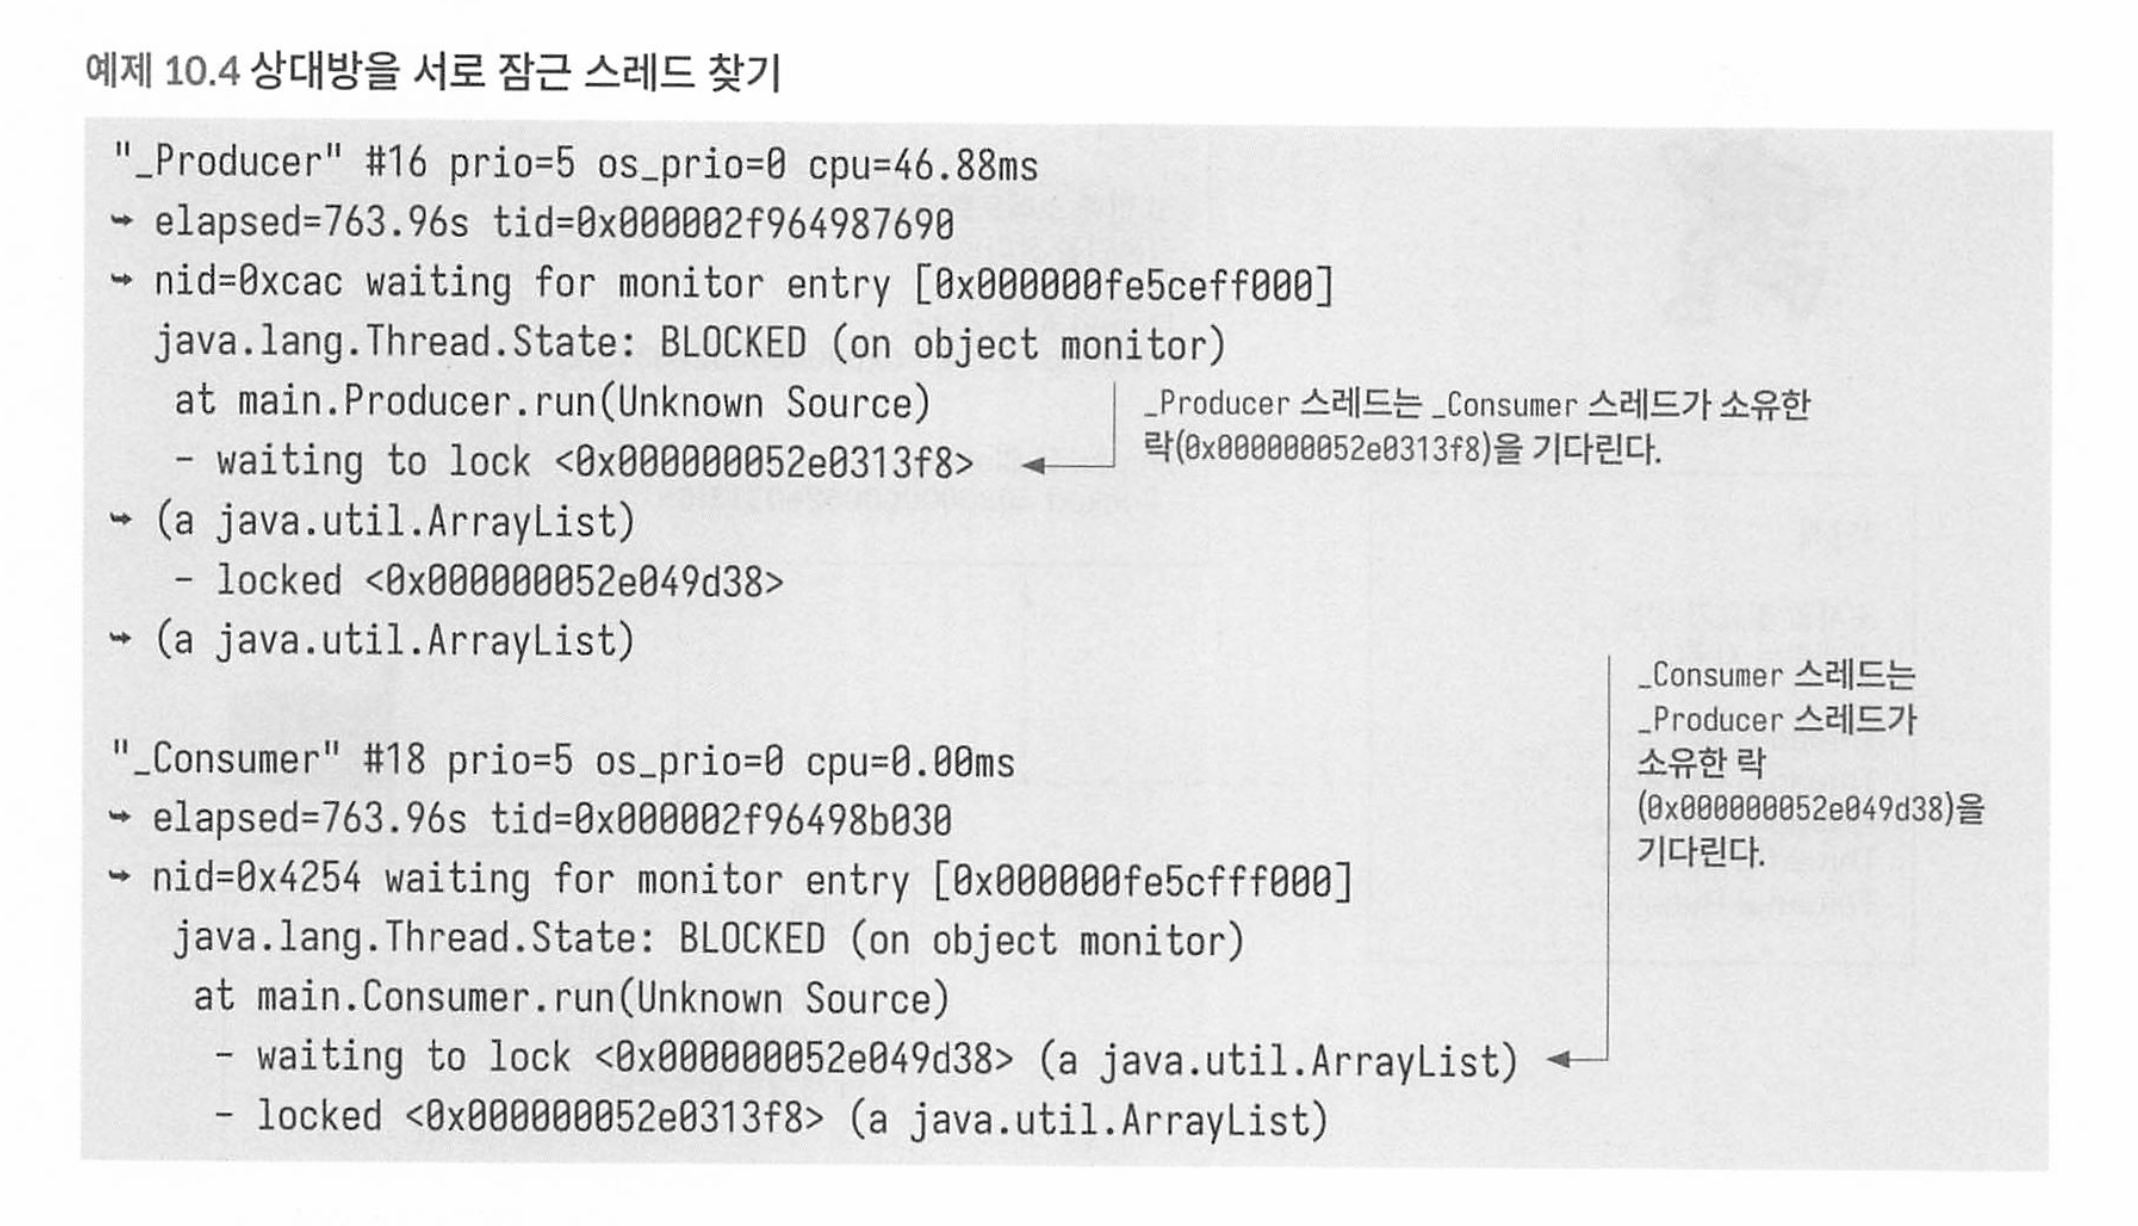 예제 10.4 상대방을 서로 잠근 스레드 찾기
"_Producer" #16 prio=5 os_prio=0 cpu=46.88ms
➥ elapsed=763.96s tid=0x000002f964987690
➥ nid=0xcac waiting for monitor entry [0x000000fe5ceff000]
java.lang.Thread.State: BLOCKED (on object monitor)
at main.Producer.run(Unknown Source)
- waiting to lock <0x000000052e0313f8>
_Producer 스레드는 _Consumer 스레드가 소유한
락(0x000000052e0313f8)을 기다린다.
➥ (a java.util.ArrayList)
- locked <0x000000052e049d38>
➥ (a java.util.ArrayList)
"_Consumer" #18 prio=5 os_prio=0 cpu=0.00ms
➥ elapsed=763.96s tid=0x000002f96498b030
➥ nid=0x4254 waiting for monitor entry [0x000000fe5cfff000]
java.lang.Thread.State: BLOCKED (on object monitor)
at main.Consumer.run(Unknown Source)
- waiting to lock <0x000000052e049d38> (a java.util.ArrayList)
- locked <0x000000052e0313f8> (a java.util.ArrayList)
_Consumer 스레드는
_Producer 스레드가
소유한 락
(0x000000052e049d38)을
기다린다.